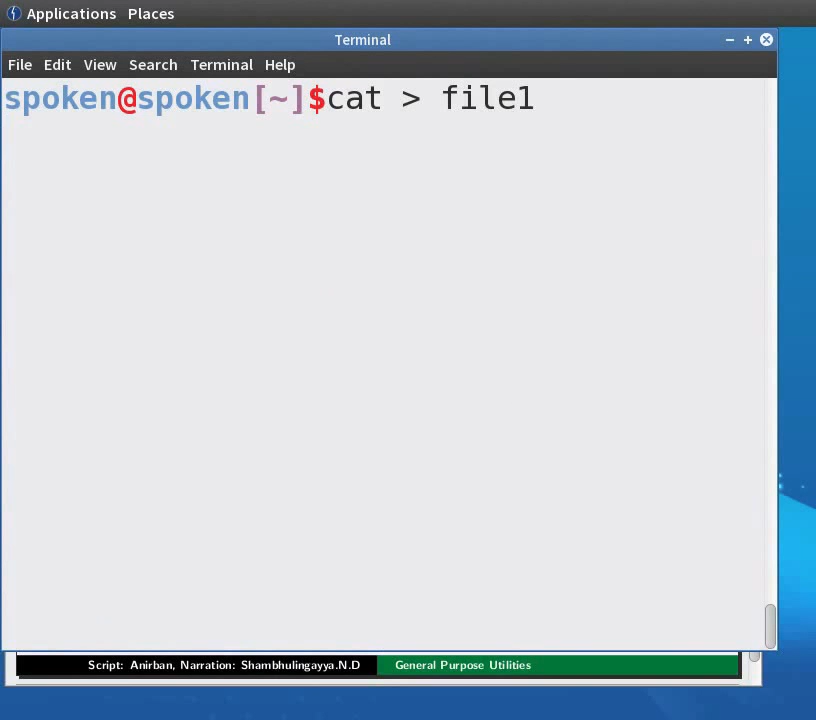 Applications Places
Terminal
File Edit View Search Terminal Help
spoken@spoken[~]$cat > file1
Script: Anirban, Narration: Shambhulingayya.N.D General Purpose Utilities